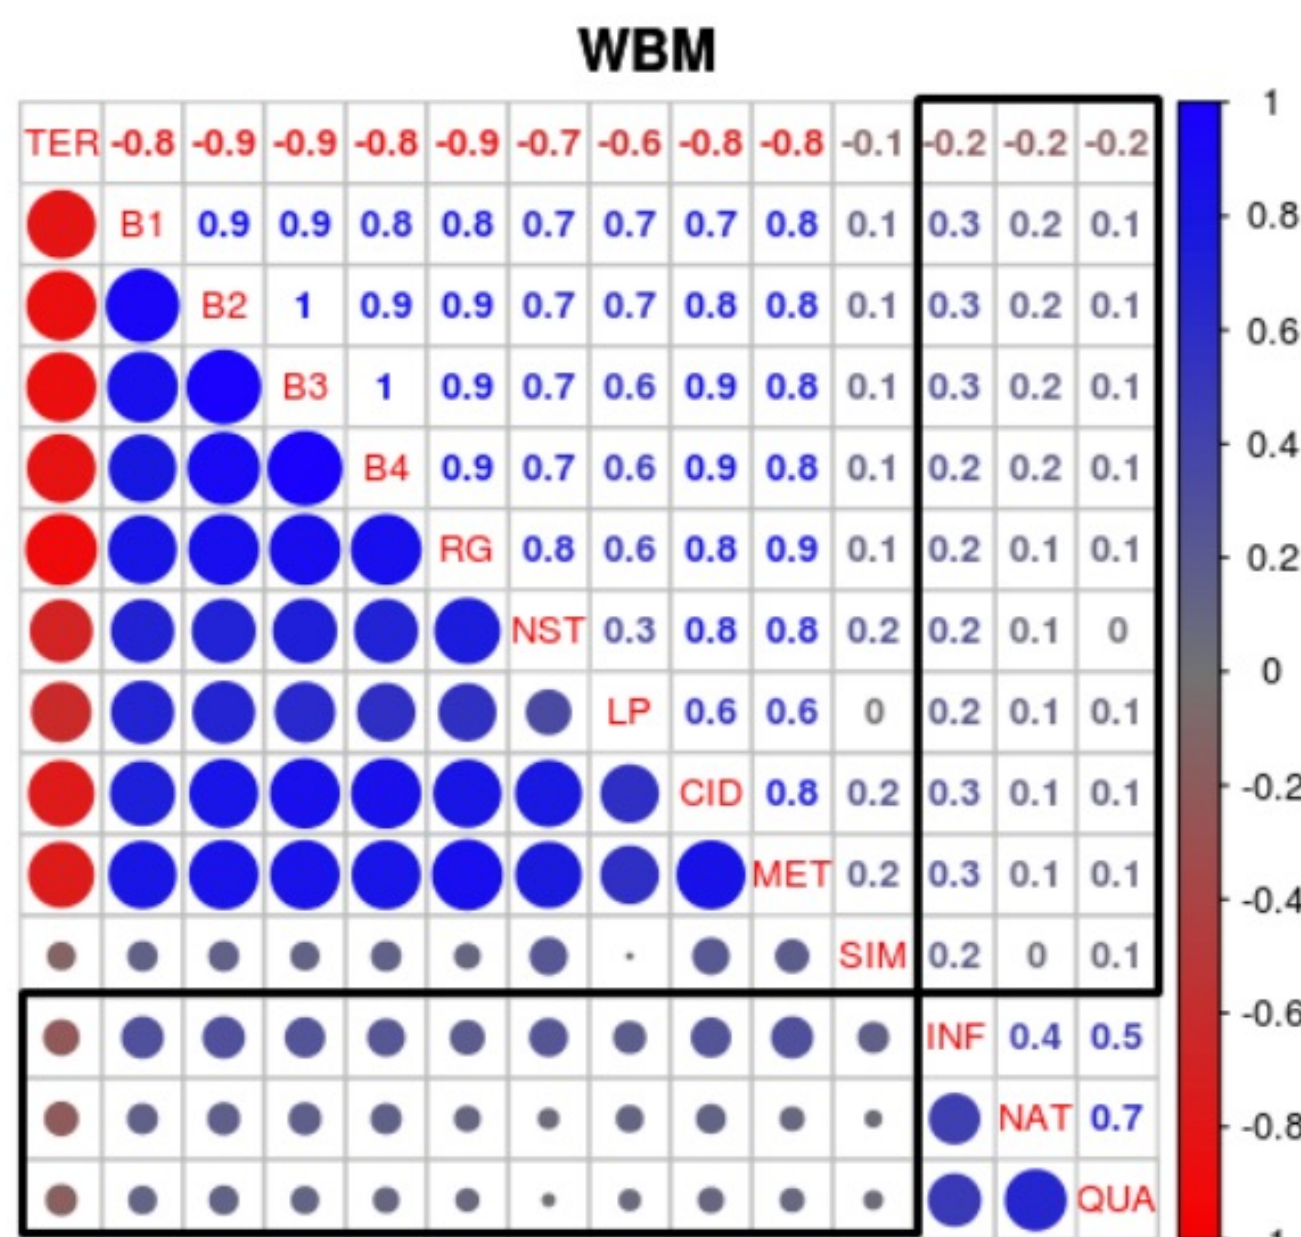 WBM
TER -0.8 -0.9 -0.9 -0.8 -0.9 -0.7 -0.6 -0.8 -0.8 -0.1 -0.2 -0.2 -0.2
B1 0.9 0.9 0.8 0.8 0.7 0.7 0.7 0.8 0.1 0.3 0.2 0.1
B2 1 0.9 0.9 0.7 0.7 0.8 0.8 0.1 0.3 0.2 0.1
B3 1 0.9 0.7 0.6 0.9 0.8 0.1 0.3 0.2 0.1
B4 0.9 0.7 0.6 0.9 0.8 0.1 0.2 0.2 0.1
RG 0.8 0.6 0.8 0.9 0.1 0.2 0.1 0.1
NST 0.3 0.8 0.8 0.2 0.2 0.1 0
LP 0.6 0.6 0 0.2 0.1 0.1
CID 0.8 0.2 0.3 0.1 0.1
MET 0.2 0.3 0.1 0.1
SIM 0.2 0 0.1
INF 0.4 0.5
NAT 0.7
QUA
1
0.8
0.6
0.4
0.2
0
-0.2
-0.4
-0.6
-0.8